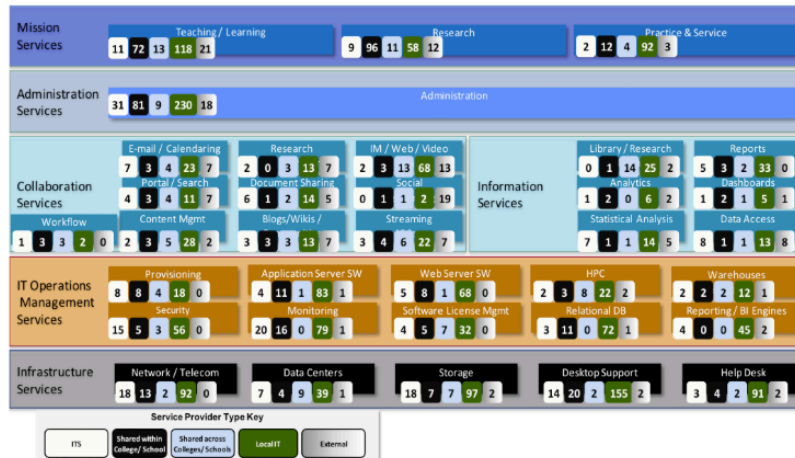 Mission
Services
Teaching / Learning
11 72 13 118 21
Research
9 96 11 58 12
Practice & Service
2 12 4 92 3
Administration
Services
Administration
31 81 9 230 18
Collaboration
Services
E-mail / Calendaring
7 3 4 23 7
Research
2 0 3 13 7
IM / Web / Video
2 3 13 68 13
Portal / Search
4 3 4 11 7
Document Sharing
6 1 2 14 5
Social
0 1 1 2 19
Workflow
1 3 3 2 0
Content Mgmt
2 3 5 28 2
Blogs/Wikis /
3 3 3 13 7
Streaming
3 4 6 22 7
Information
Services
Library / Research
0 1 14 25 2
Reports
5 3 2 33 0
Analytics
1 2 0 6 2
Dashboards
1 2 1 5 1
Statistical Analysis
7 1 1 14 5
Data Access
8 1 1 13 8
IT Operations
Management
Services
Provisioning
8 8 4 18 0
Application Server SW
4 11 1 83 1
Web Server SW
5 8 1 68 0
HPC
2 3 8 22 2
Warehouses
2 2 2 12 1
Security
15 5 3 56 0
Monitoring
20 16 0 79 1
Software License Mgmt
4 5 7 32 0
Relational DB
3 11 0 72 1
Reporting / BI Engines
4 0 0 45 2
Infrastructure
Services
Network / Telecom
18 13 2 92 0
Data Centers
7 4 9 39 1
Storage
18 7 7 97 2
Desktop Support
14 20 2 155 2
Help Desk
3 4 2 91 2
Service Provider Type Key
ITS
Shared within
College/ School
Shared across
Colleges/ Schools
Local IT
External